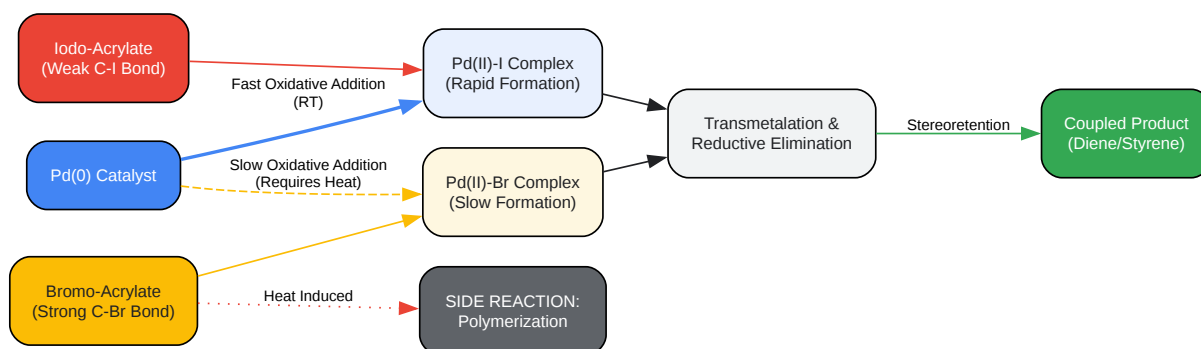 Iodo-Acrylate
(Weak C-I Bond)
Fast Oxidative Addition
(RT)
Pd(II)-I Complex
(Rapid Formation)
Transmetalation &
Reductive Elimination
Stereoretention
Coupled Product
(Diene/Styrene)
Pd(0) Catalyst
Slow Oxidative Addition
(Requires Heat)
Pd(II)-Br Complex
(Slow Formation)
Bromo-Acrylate
(Strong C-Br Bond)
Heat Induced
SIDE REACTION:
Polymerization